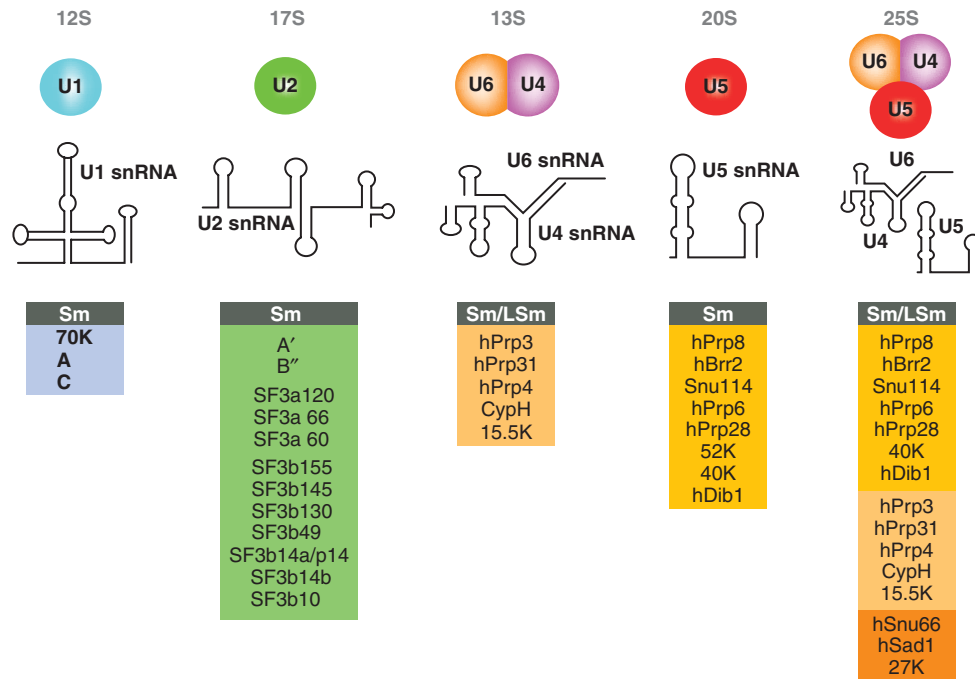 12S
17S
13S
20S
25S
U1
U2
U6
U4
U5
U6
U4
U5
U1 snRNA
U2 snRNA
U6 snRNA
U4 snRNA
U5 snRNA
U6
U4
U5
Sm
70K
A
C
Sm
A′
B″
SF3a120
SF3a 66
SF3a 60
SF3b155
SF3b145
SF3b130
SF3b49
SF3b14a/p14
SF3b14b
SF3b10
Sm/LSm
hPrp3
hPrp31
hPrp4
CypH
15.5K
Sm
hPrp8
hBrr2
Snu114
hPrp6
hPrp28
52K
40K
hDib1
Sm/LSm
hPrp8
hBrr2
Snu114
hPrp6
hPrp28
40K
hDib1
hPrp3
hPrp31
hPrp4
CypH
15.5K
hSnu66
hSad1
27K